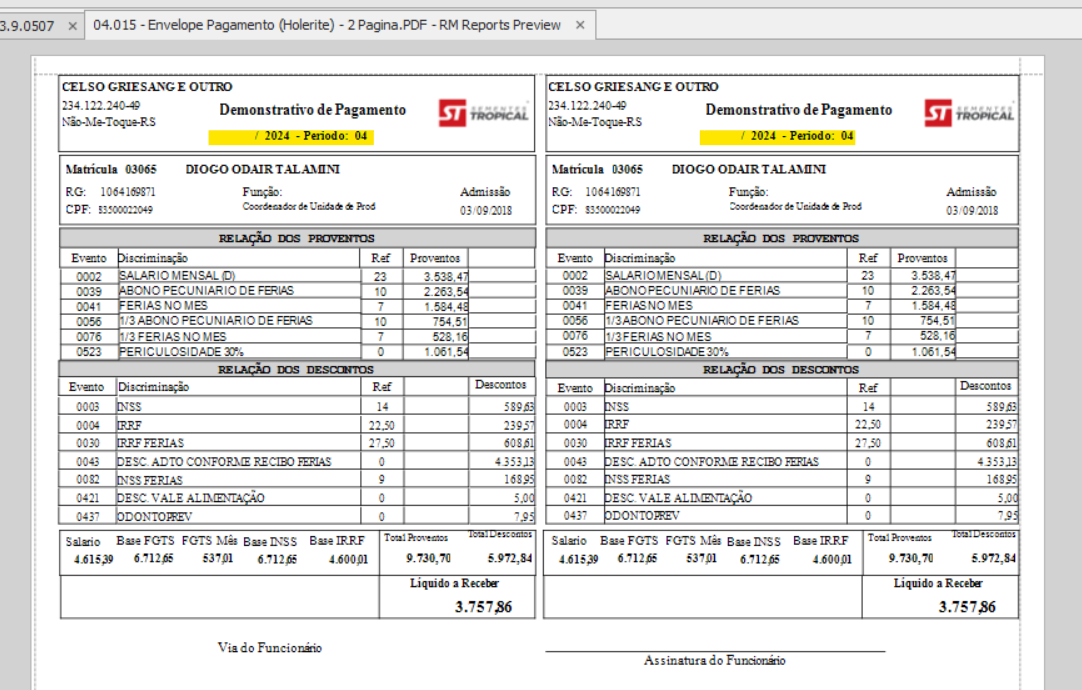 3.9.0507 × 04.015 - Envelope Pagamento (Holerite) - 2 Pagina.PDF - RM Reports Preview ×
CELSO GRIESANG E OUTRO
234.122.240-49
Não-Me-Toque-RS
Demonstrativo de Pagamento
/ 2024 - Periodo: 04
ST SEMENTES TROPICAL
Matrícula 03065 DIOGO ODAIR TALAMINI
RG: 1064169871 Função: Admissão
CPF: 83500022049 Coordenador de Unidade de Prod 03/09/2018
RELAÇÃO DOS PROVENTOS
Evento Discriminação Ref Proventos
0002 SALARIO MENSAL (D) 23 3.538,47
0039 ABONO PECUNIARIO DE FERIAS 10 2.263,54
0041 FERIAS NO MES 7 1.584,48
0056 1/3 ABONO PECUNIARIO DE FERIAS 10 754,51
0076 1/3 FERIAS NO MES 7 528,16
0523 PERICULOSIDADE 30% 0 1.061,54
RELAÇÃO DOS DESCONTOS
Evento Discriminação Ref Descontos
0003 INSS 14 589,63
0004 IRRF 22,50 239,57
0030 IRRF FERIAS 27,50 608,61
0043 DESC. ADTO CONFORME RECIBO FERIAS 0 4.353,13
0082 INSS FERIAS 9 168,95
0421 DESC. VALE ALIMENTAÇÃO 0 5,00
0437 ODONTOPREV 0 7,95
Salario Base FGTS FGTS Mês Base INSS Base IRRF Total Proventos Total Descontos
4.615,39 6.712,65 537,01 6.712,65 4.600,01 9.730,70 5.972,84
Liquido a Receber
3.757,86
Via do Funcionário
CELSO GRIESANG E OUTRO
234.122.240-49
Não-Me-Toque-RS
Demonstrativo de Pagamento
/ 2024 - Periodo: 04
ST SEMENTES TROPICAL
Matrícula 03065 DIOGO ODAIR TALAMINI
RG: 1064169871 Função: Admissão
CPF: 83500022049 Coordenador de Unidade de Prod 03/09/2018
RELAÇÃO DOS PROVENTOS
Evento Discriminação Ref Proventos
0002 SALARIO MENSAL (D) 23 3.538,47
0039 ABONO PECUNIARIO DE FERIAS 10 2.263,54
0041 FERIAS NO MES 7 1.584,48
0056 1/3 ABONO PECUNIARIO DE FERIAS 10 754,51
0076 1/3 FERIAS NO MES 7 528,16
0523 PERICULOSIDADE 30% 0 1.061,54
RELAÇÃO DOS DESCONTOS
Evento Discriminação Ref Descontos
0003 INSS 14 589,63
0004 IRRF 22,50 239,57
0030 IRRF FERIAS 27,50 608,61
0043 DESC. ADTO CONFORME RECIBO FERIAS 0 4.353,13
0082 INSS FERIAS 9 168,95
0421 DESC. VALE ALIMENTAÇÃO 0 5,00
0437 ODONTOPREV 0 7,95
Salario Base FGTS FGTS Mês Base INSS Base IRRF Total Proventos Total Descontos
4.615,39 6.712,65 537,01 6.712,65 4.600,01 9.730,70 5.972,84
Liquido a Receber
3.757,86
Assinatura do Funcionário